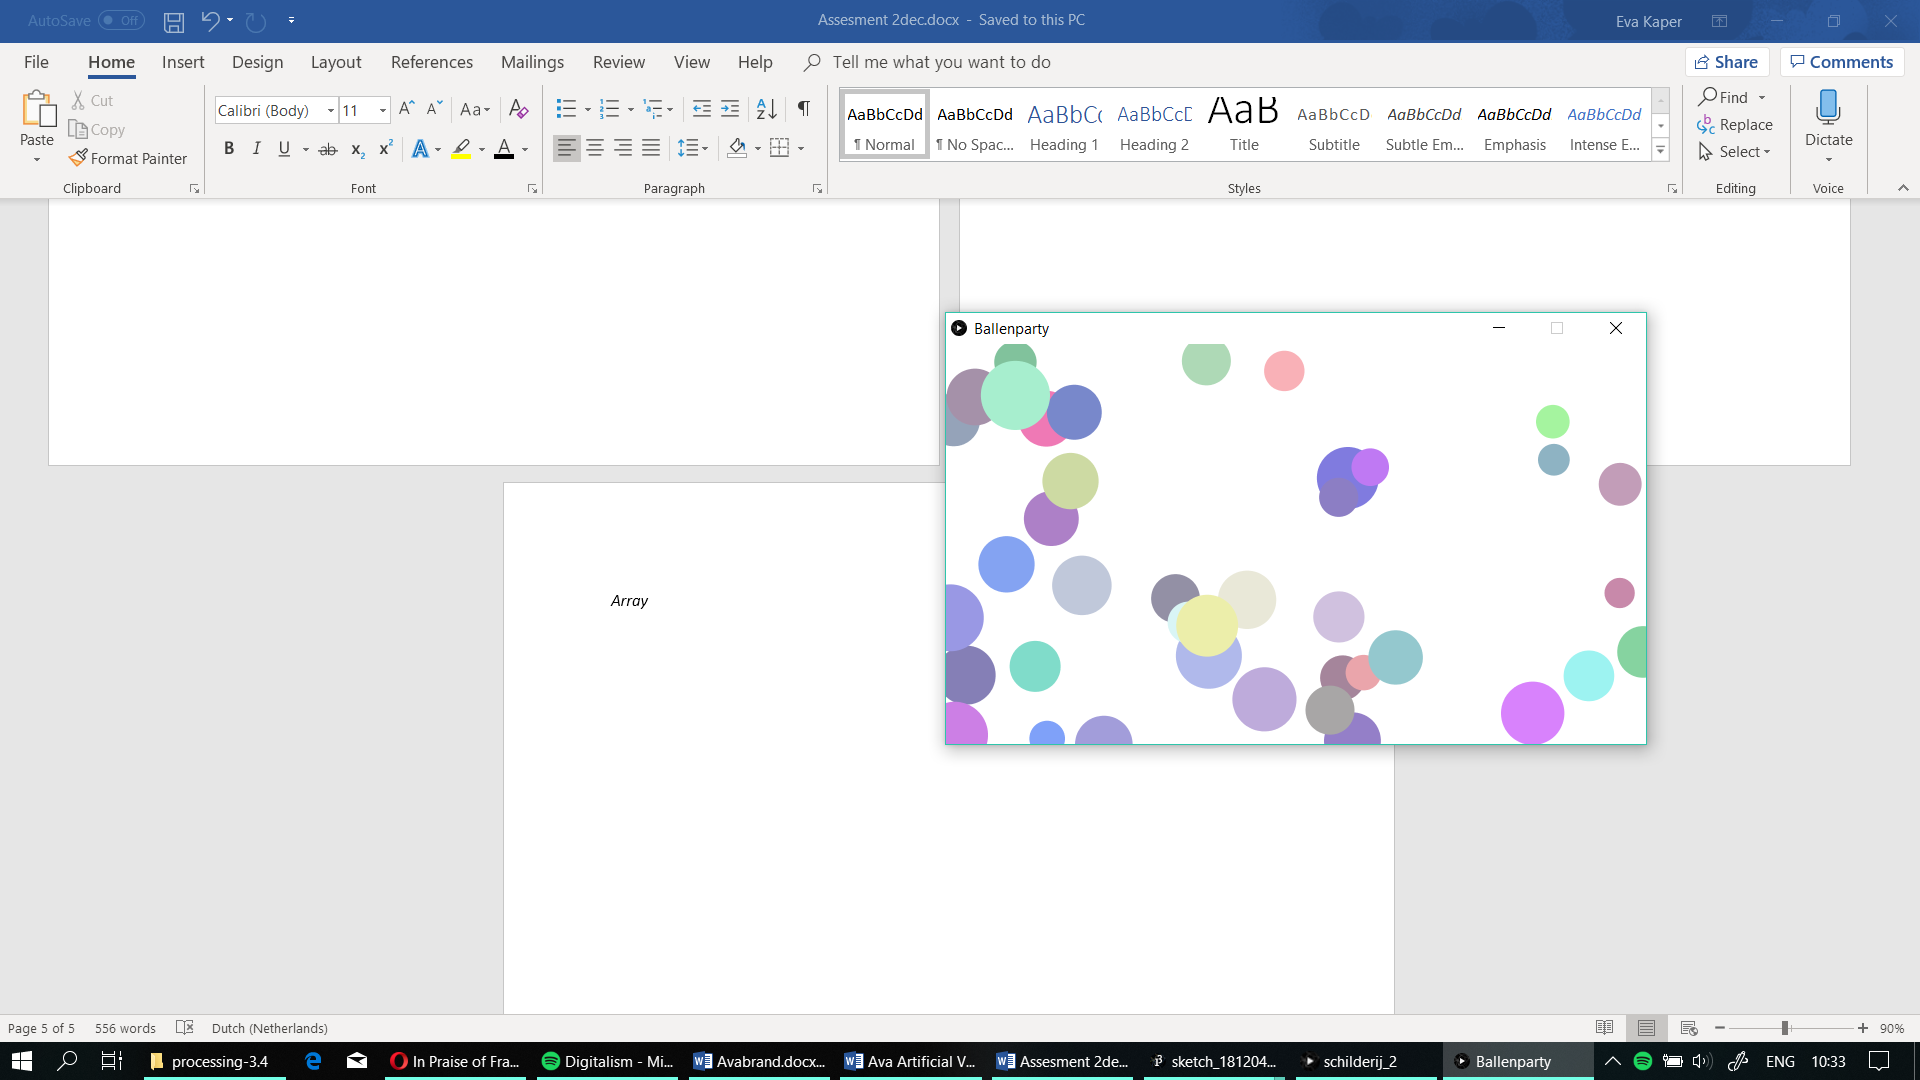 AutoSave Off
Assesment 2dec.docx - Saved to this PC
Eva Kaper
File Home Insert Design Layout References Mailings Review View Help Tell me what you want to do
Share Comments
Paste
Cut
Copy
Format Painter
Clipboard
Calibri (Body) 11
Aa
B I U ab x₂ x² A A
Font
Paragraph
AaBbCcDd AaBbCcDd AaBbCc AaBbCcD AaB AaBbCcD AaBbCcDd AaBbCcDd AaBbCcDd
¶ Normal ¶ No Spac... Heading 1 Heading 2 Title Subtitle Subtle Em... Emphasis Intense E...
Styles
Find
Replace
Select
Editing
Dictate
Voice
Ballenparty
Array
Page 5 of 5 556 words Dutch (Netherlands)
90%
processing-3.4
In Praise of Fra...
Digitalism - Mi...
Avabrand.docx...
Ava Artificial V...
Assesment 2de...
sketch_181204...
schilderij_2
Ballenparty
ENG 10:33